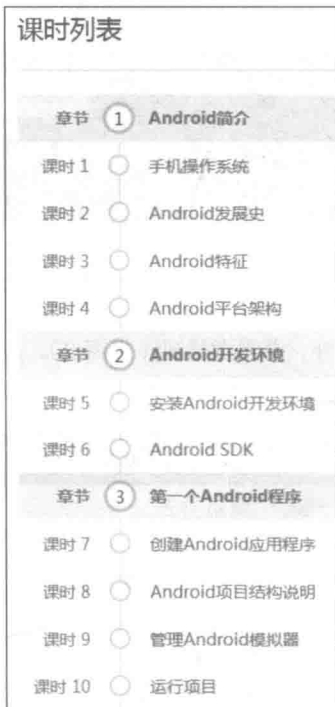 课时列表
章节 1 Android简介
课时 1 手机操作系统
课时 2 Android发展史
课时 3 Android特征
课时 4 Android平台架构
章节 2 Android开发环境
课时 5 安装Android开发环境
课时 6 Android SDK
章节 3 第一个Android程序
课时 7 创建Android应用程序
课时 8 Android项目结构说明
课时 9 管理Android模拟器
课时 10 运行项目